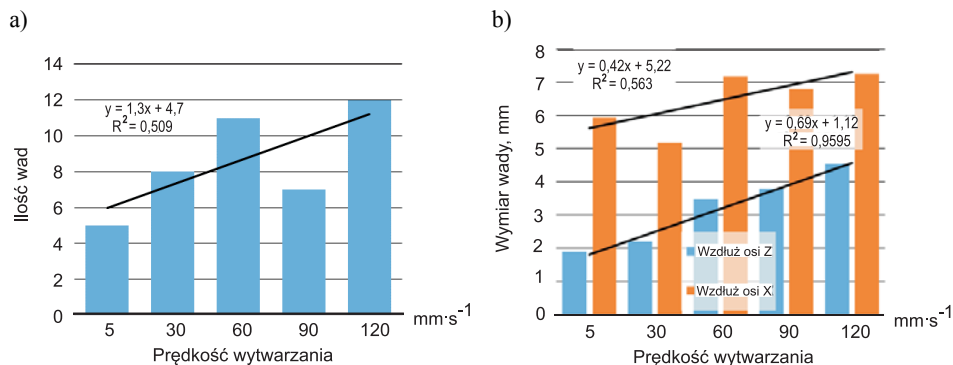 a)
Ilość wad
14
12
10
8
6
4
2
0
y = 1,3x + 4,7
R² = 0,509
5 30 60 90 120 mm·s⁻¹
Prędkość wytwarzania
b)
Wymiar wady, mm
8
7
6
5
4
3
2
1
0
y = 0,42x + 5,22
R² = 0,563
y = 0,69x + 1,12
R² = 0,9595
Wzdłuż osi Z
Wzdłuż osi X
5 30 60 90 120 mm·s⁻¹
Prędkość wytwarzania